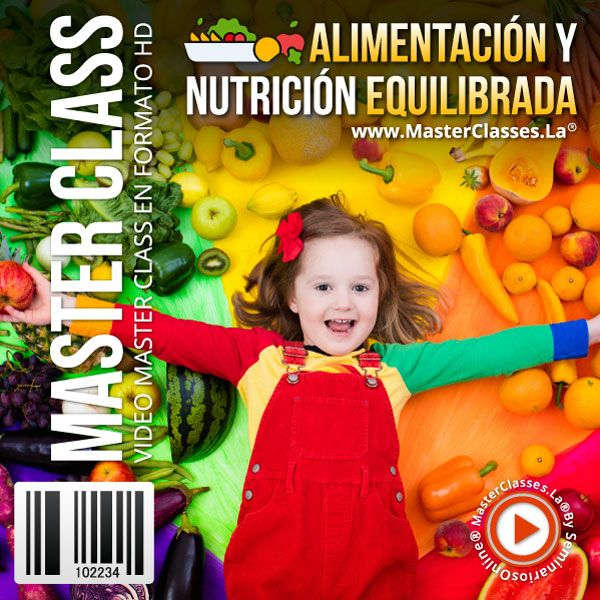 ALIMENTACIÓN Y
NUTRICIÓN EQUILIBRADA
www.MasterClasses.La®
MASTER CLASS
VIDEO MASTER CLASS EN FORMATO HD
102234
MasterClasses.La®By SeminariosOnline®